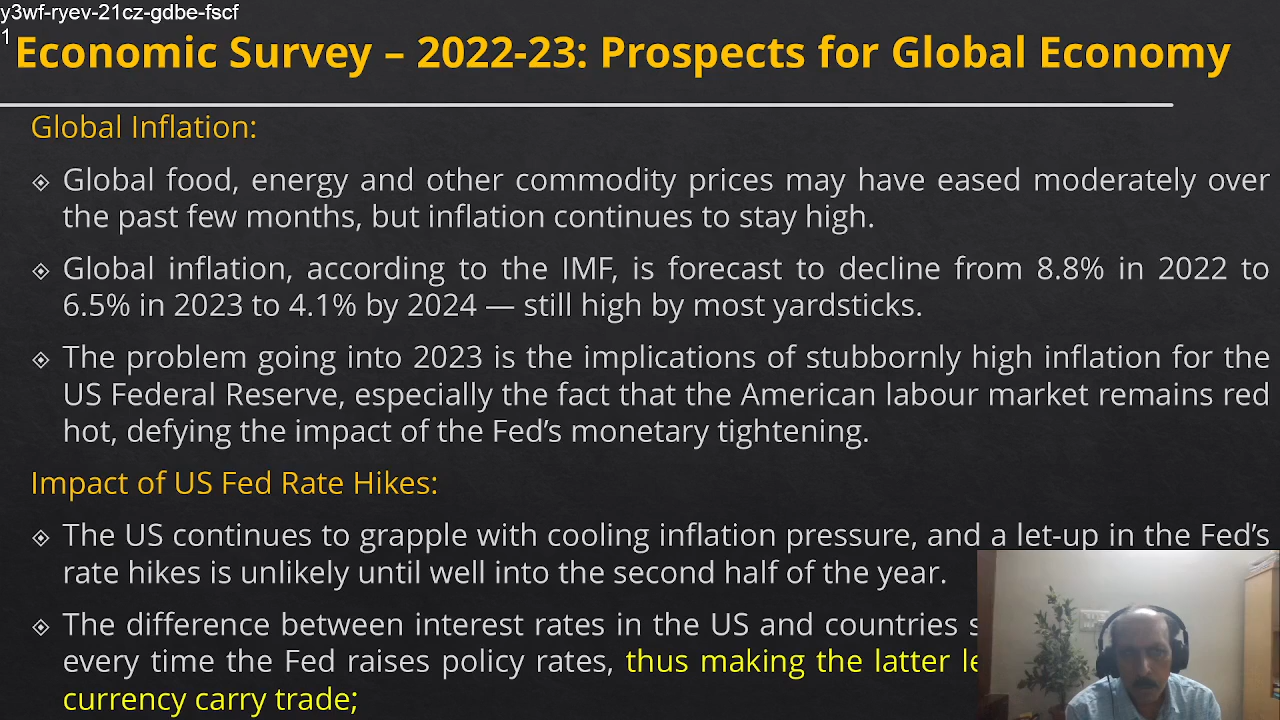 y3wf-ryev-21cz-gdbe-fscf
1
Economic Survey – 2022-23: Prospects for Global Economy
Global Inflation:
Global food, energy and other commodity prices may have eased moderately over
the past few months, but inflation continues to stay high.
Global inflation, according to the IMF, is forecast to decline from 8.8% in 2022 to
6.5% in 2023 to 4.1% by 2024 — still high by most yardsticks.
The problem going into 2023 is the implications of stubbornly high inflation for the
US Federal Reserve, especially the fact that the American labour market remains red
hot, defying the impact of the Fed’s monetary tightening.
Impact of US Fed Rate Hikes:
The US continues to grapple with cooling inflation pressure, and a let-up in the Fed’s
rate hikes is unlikely until well into the second half of the year.
The difference between interest rates in the US and countries
every time the Fed raises policy rates, thus making the latter
currency carry trade;